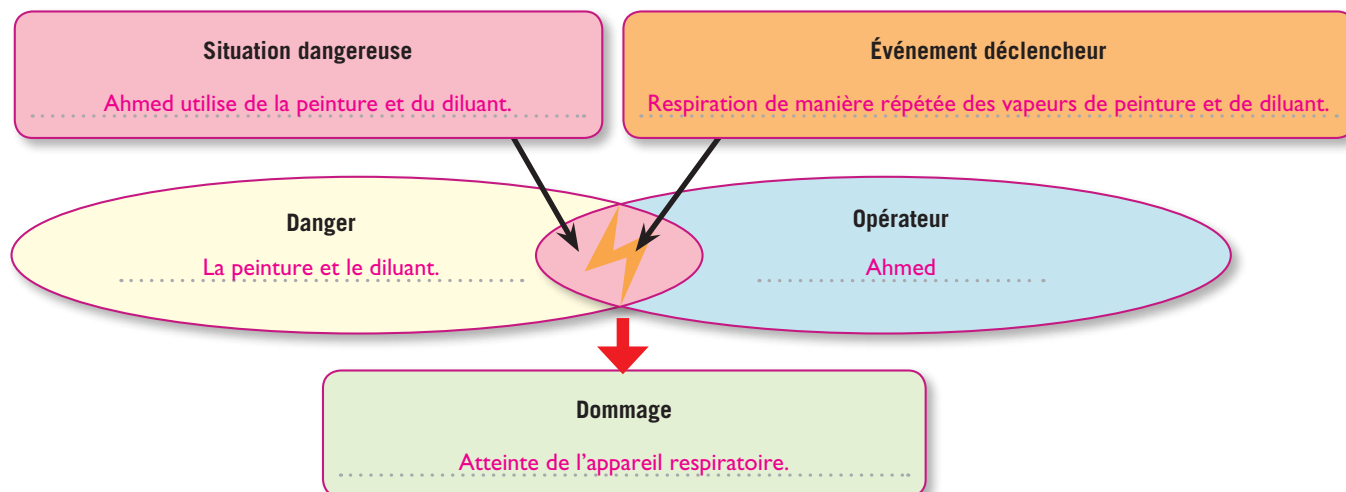 Situation dangereuse
Ahmed utilise de la peinture et du diluant.
Événement déclencheur
Respiration de manière répétée des vapeurs de peinture et de diluant.
Danger
La peinture et le diluant.
Opérateur
Ahmed
Dommage
Atteinte de l’appareil respiratoire.